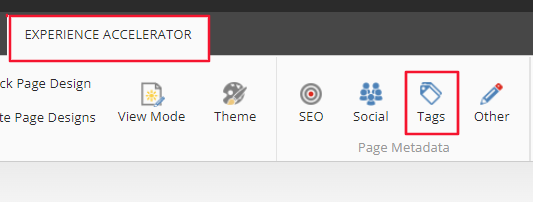 EXPERIENCE ACCELERATOR
ck Page Design
te Page Designs
View Mode
Theme
SEO
Social
Tags
Other
Page Metadata